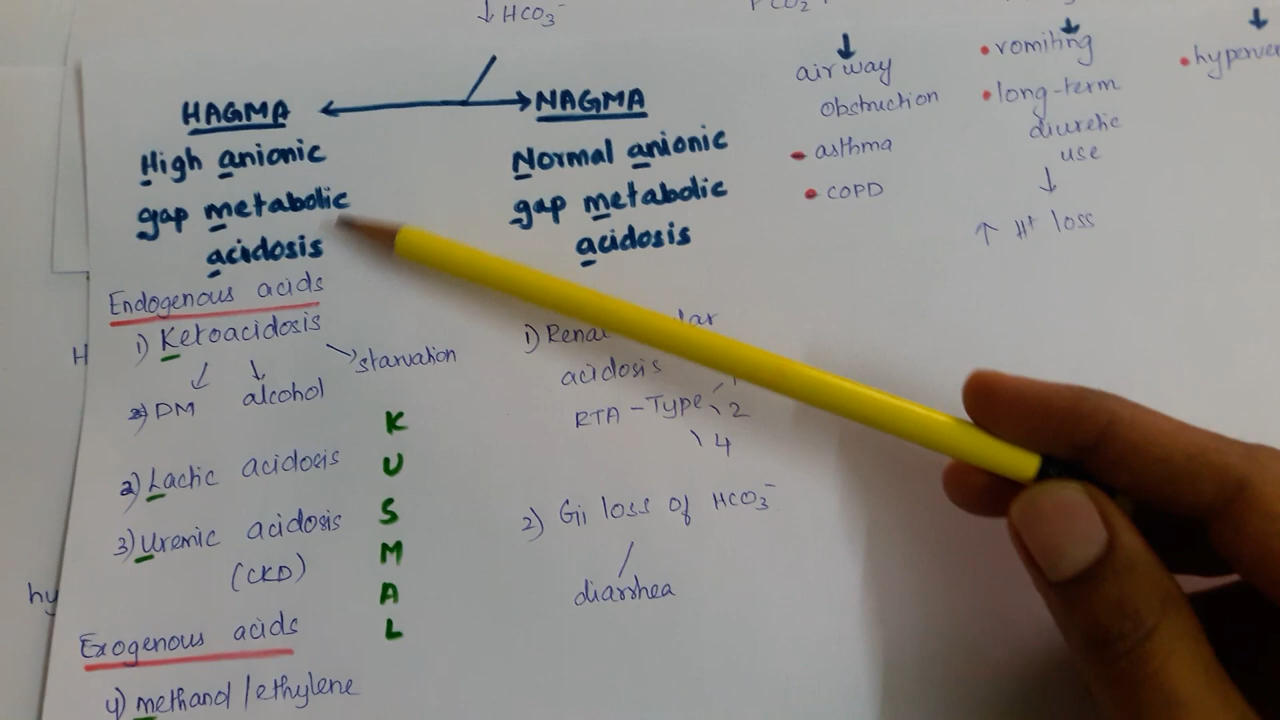 ↓ HCO₃⁻
HAGMA
High anionic
gap metabolic
acidosis
Endogenous acids
1) Ketoacidosis
starvation
DM
alcohol
2) Lactic acidosis
3) Uremic acidosis
(CKD)
K
U
S
M
A
L
Exogenous acids
4) methanol/ethylene
NAGMA
Normal anionic
gap metabolic
acidosis
1) Renal
acidosis
RTA - Type 2
4
2) Gi loss of HCO₃⁻
diarrhea
airway
obstruction
• asthma
• COPD
• vomiting
• long-term
diuretic
use
↓
↑ H⁺ loss
H
hy